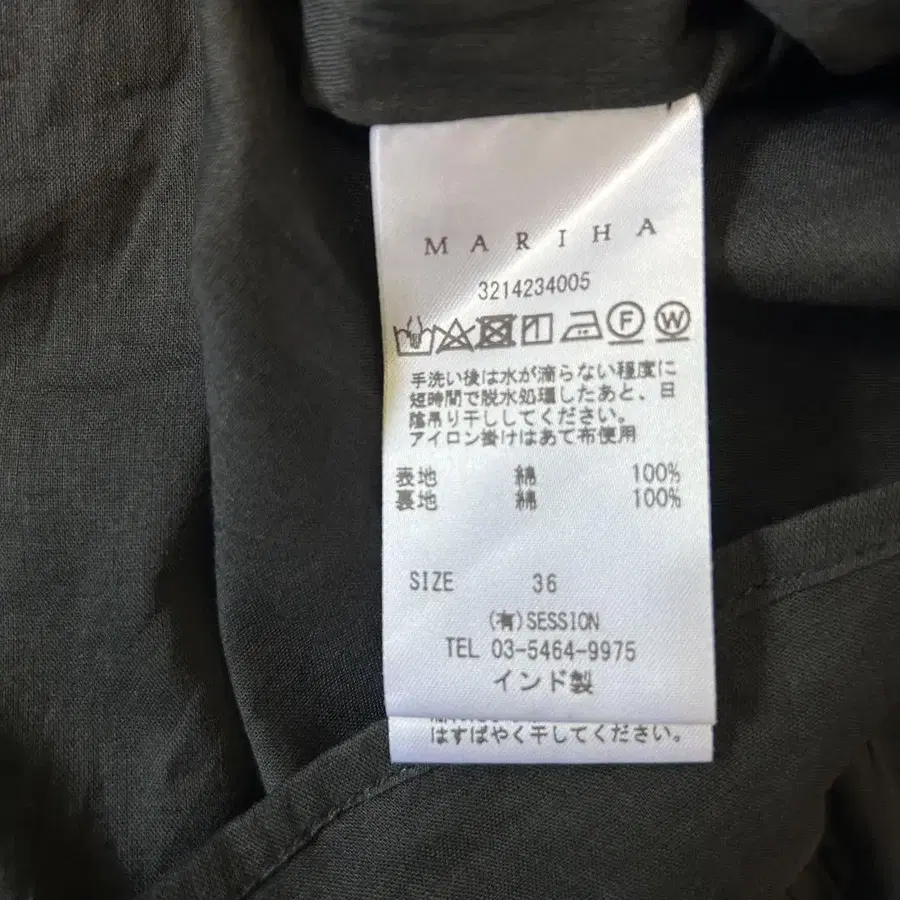 MARIHA
3214234005
F W
手洗い後は水が滴らない程度に
短時間で脱水処理したあと、日
陰吊り干ししてください。
アイロン掛けはあて布使用
表地 綿 100%
裏地 綿 100%
SIZE 36
(有)SESSION
TEL 03-5464-9975
インド製
はすばやく干してください。